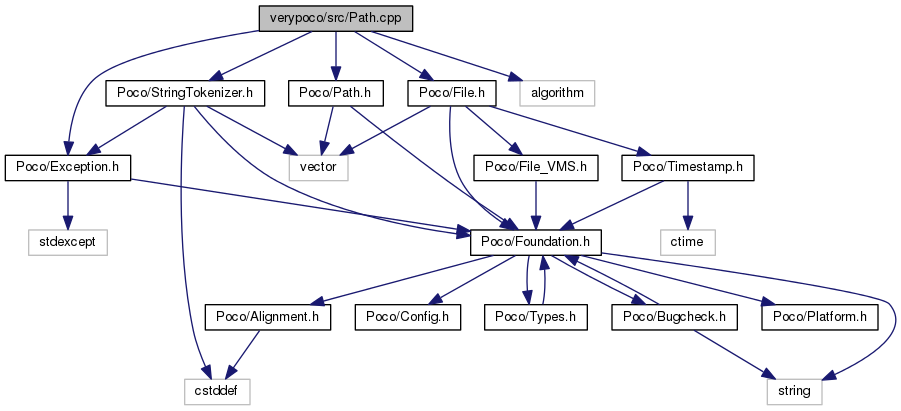 verypoco/src/Path.cpp
Poco/StringTokenizer.h
Poco/Path.h
Poco/File.h
algorithm
Poco/Exception.h
vector
Poco/File_VMS.h
Poco/Timestamp.h
stdexcept
Poco/Foundation.h
ctime
Poco/Alignment.h
Poco/Config.h
Poco/Types.h
Poco/Bugcheck.h
Poco/Platform.h
cstddef
string